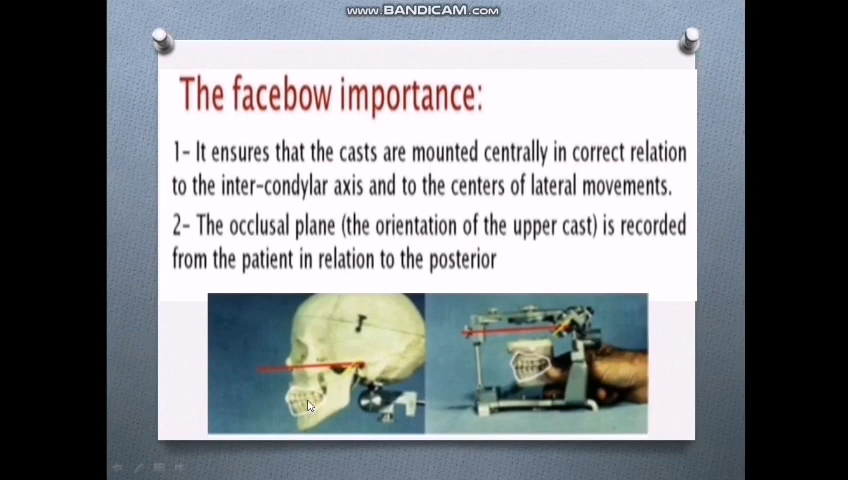 www.BANDICAM.com
The facebow importance:
1- It ensures that the casts are mounted centrally in correct relation
to the inter-condylar axis and to the centers of lateral movements.
2- The occlusal plane (the orientation of the upper cast) is recorded
from the patient in relation to the posterior